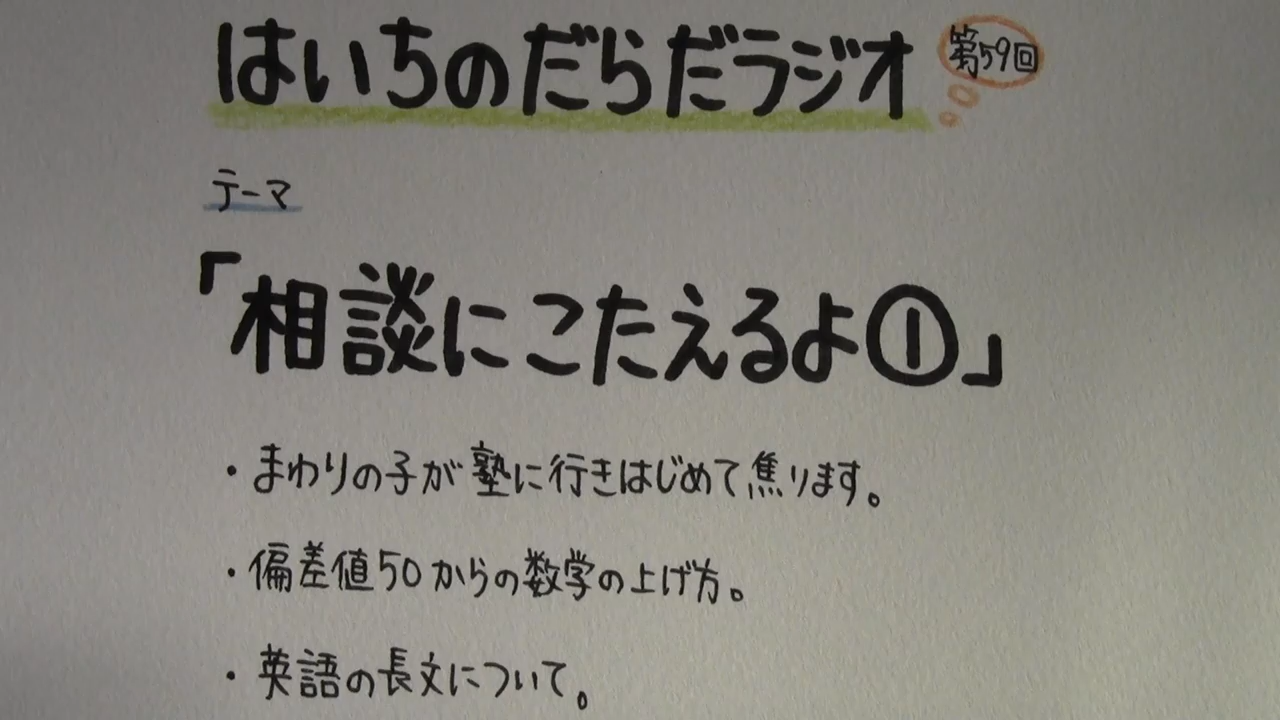 はいちのだらだラジオ 第59回
テーマ
「相談にこたえるよ①」
・まわりの子が塾に行きはじめて焦ります。
・偏差値50からの数学の上げ方。
・英語の長文について。